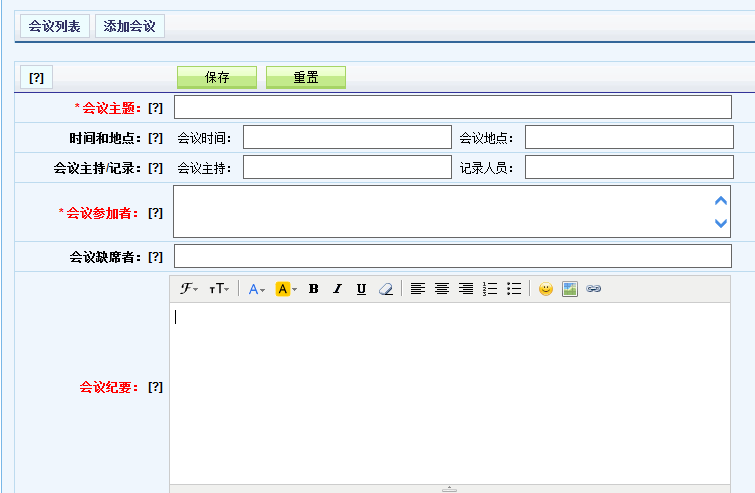 会议列表 添加会议
[?] 保存 重置
*会议主题：[?]
时间和地点：[?] 会议时间： 会议地点：
会议主持/记录：[?] 会议主持： 记录人员：
*会议参加者：[?]
会议缺席者：[?]
ℱ тT A A B I U
会议纪要：[?]